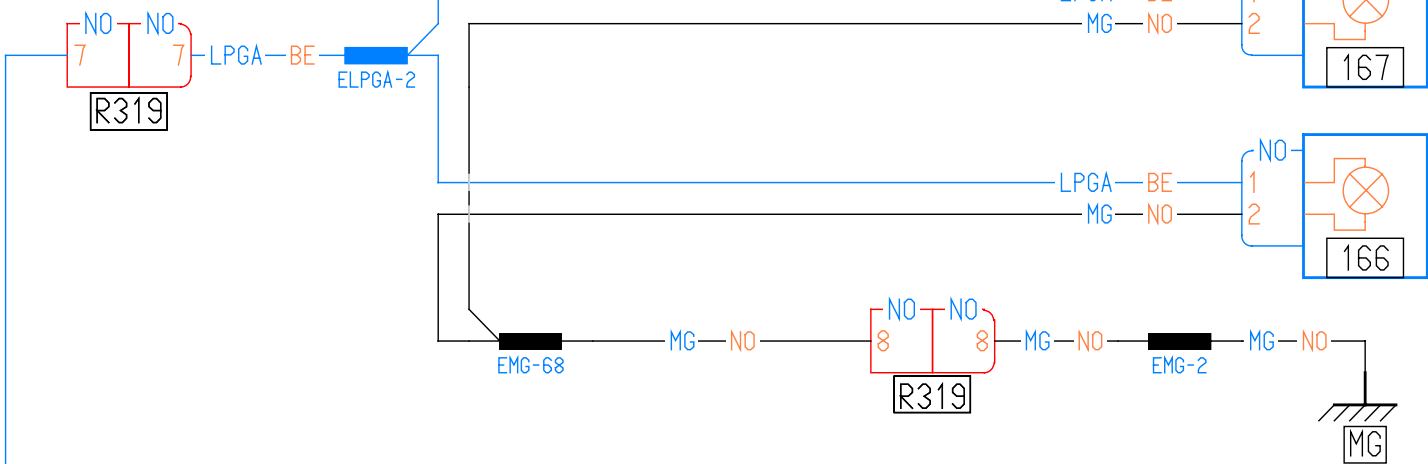 MG NO 2
167
NO NO
7 7 LPGA BE
ELPGA-2
R319
NO
LPGA BE 1
MG NO 2
166
NO NO
MG NO 8 8 MG NO MG NO
EMG-68 EMG-2
R319
MG